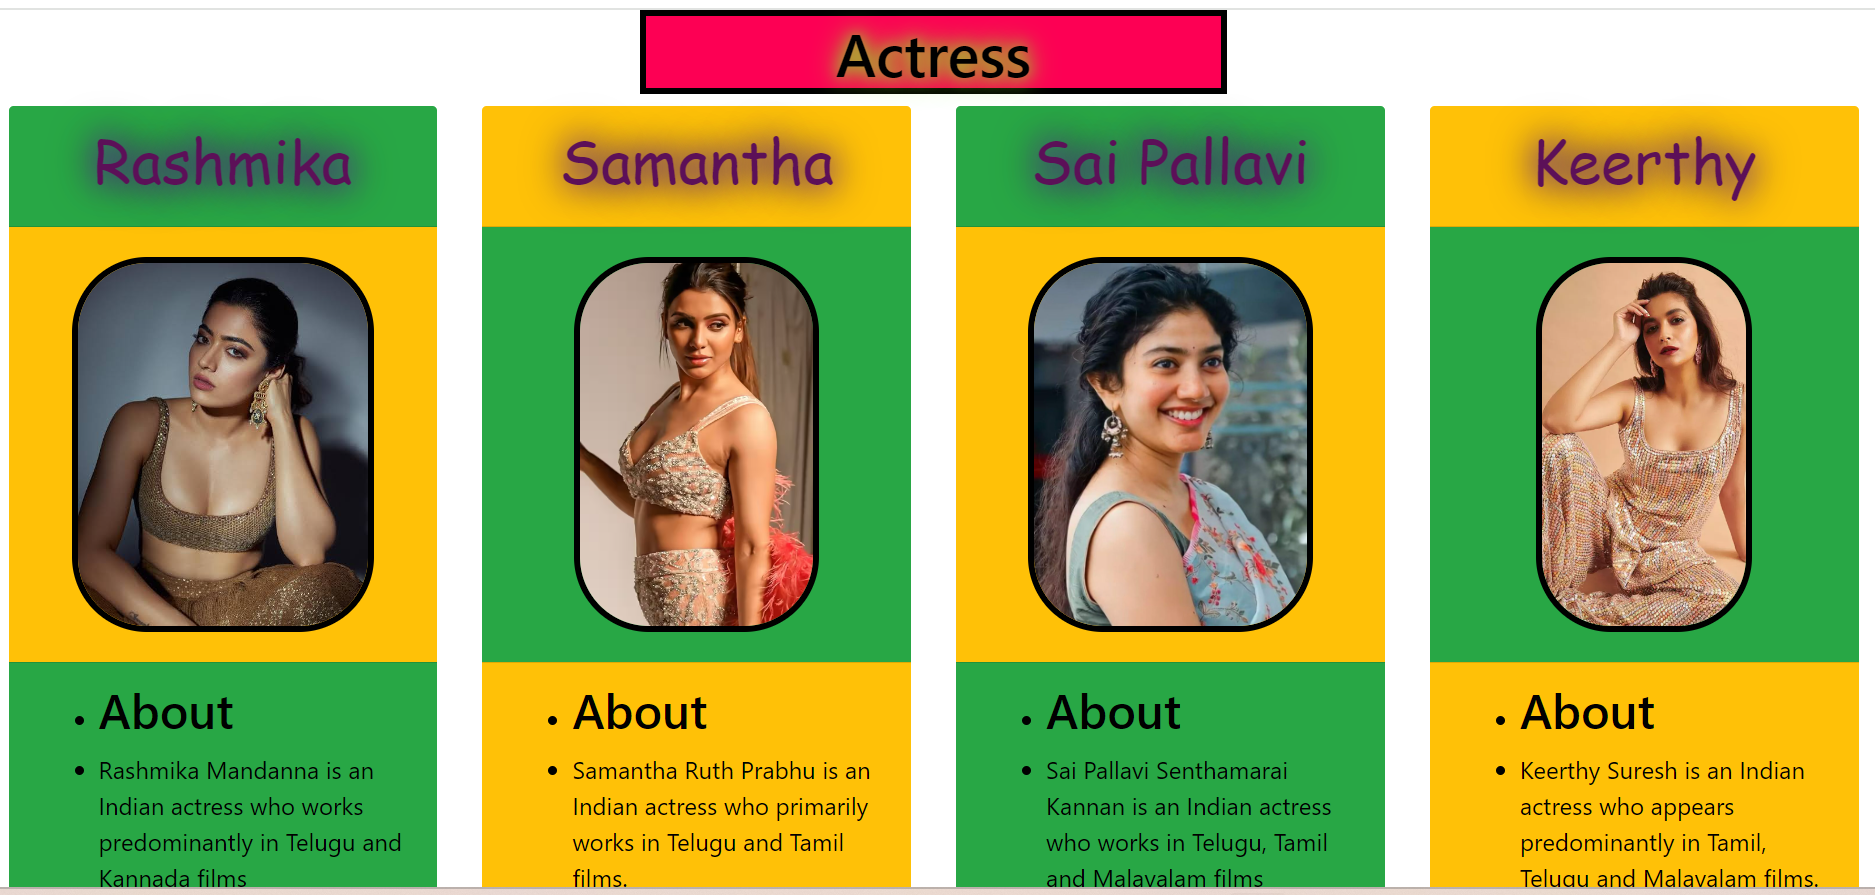 Actress
Rashmika
Samantha
Sai Pallavi
Keerthy
About
Rashmika Mandanna is an
Indian actress who works
predominantly in Telugu and
Kannada films
About
Samantha Ruth Prabhu is an
Indian actress who primarily
works in Telugu and Tamil
films.
About
Sai Pallavi Senthamarai
Kannan is an Indian actress
who works in Telugu, Tamil
and Malayalam films
About
Keerthy Suresh is an Indian
actress who appears
predominantly in Tamil,
Telugu and Malayalam films.